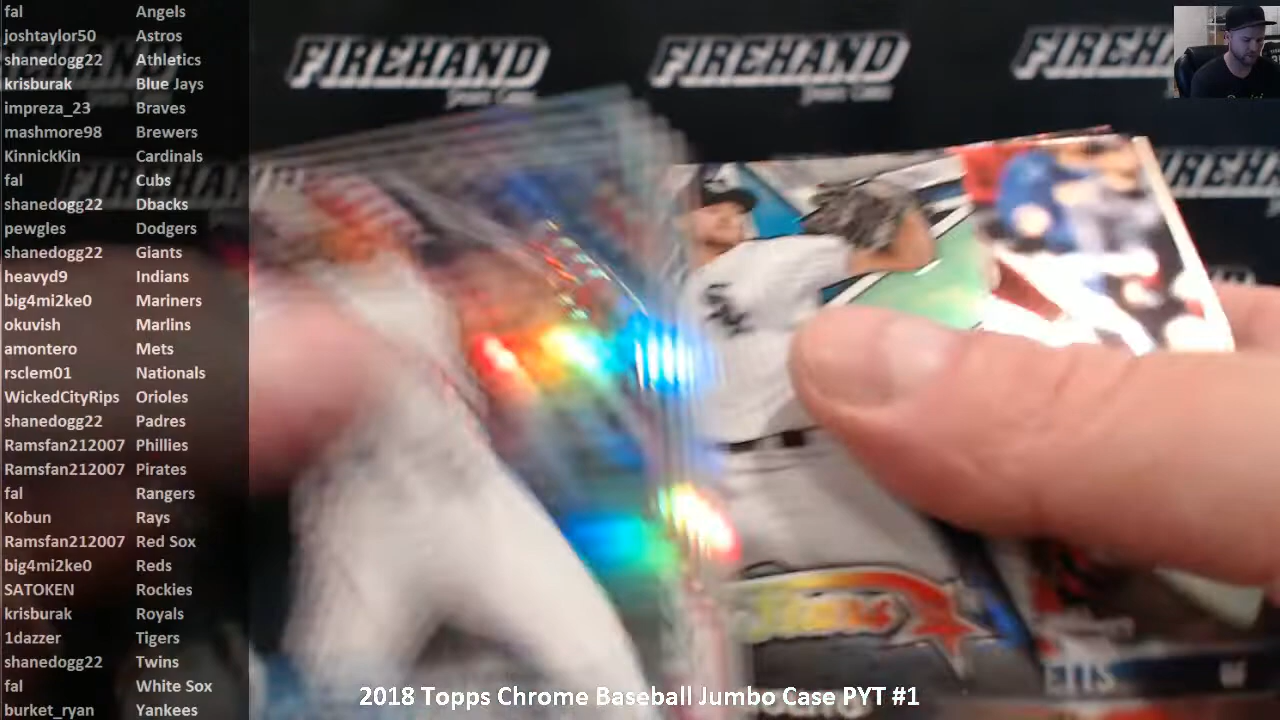 fal Angels
joshtaylor50 Astros
shanedogg22 Athletics
krisburak Blue Jays
impreza_23 Braves
mashmore98 Brewers
KinnickKin Cardinals
fal Cubs
shanedogg22 Dbacks
pewgles Dodgers
shanedogg22 Giants
heavyd9 Indians
big4mi2ke0 Mariners
okuvish Marlins
amontero Mets
rsclem01 Nationals
WickedCityRips Orioles
shanedogg22 Padres
Ramsfan212007 Phillies
Ramsfan212007 Pirates
fal Rangers
Kobun Rays
Ramsfan212007 Red Sox
big4mi2ke0 Reds
SATOKEN Rockies
krisburak Royals
1dazzer Tigers
shanedogg22 Twins
fal White Sox
burket_ryan Yankees
FIREHAND FIREHAND FIREHAND
2018 Topps Chrome Baseball Jumbo Case PYT #1